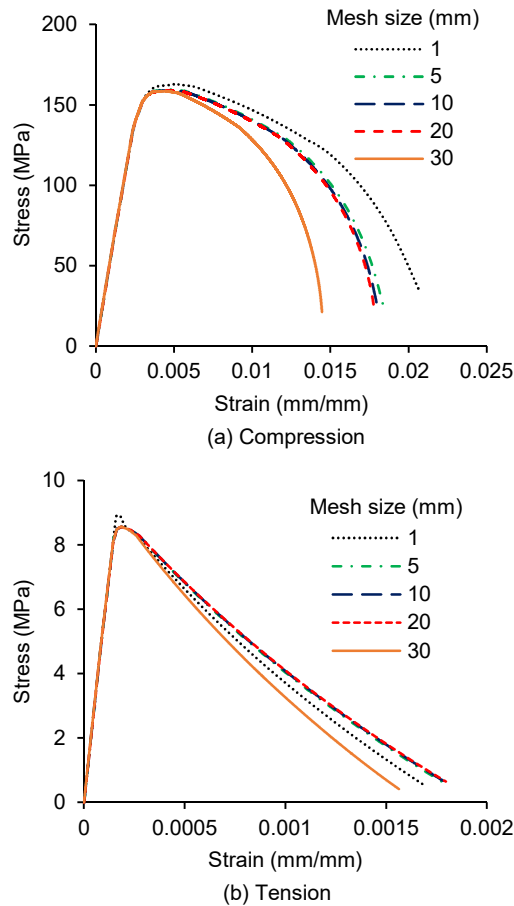 Mesh size (mm)
1
5
10
20
30
200
150
100
50
0
Stress (MPa)
0 0.005 0.01 0.015 0.02 0.025
Strain (mm/mm)
(a) Compression
Mesh size (mm)
1
5
10
20
30
10
8
6
4
2
0
Stress (MPa)
0 0.0005 0.001 0.0015 0.002
Strain (mm/mm)
(b) Tension